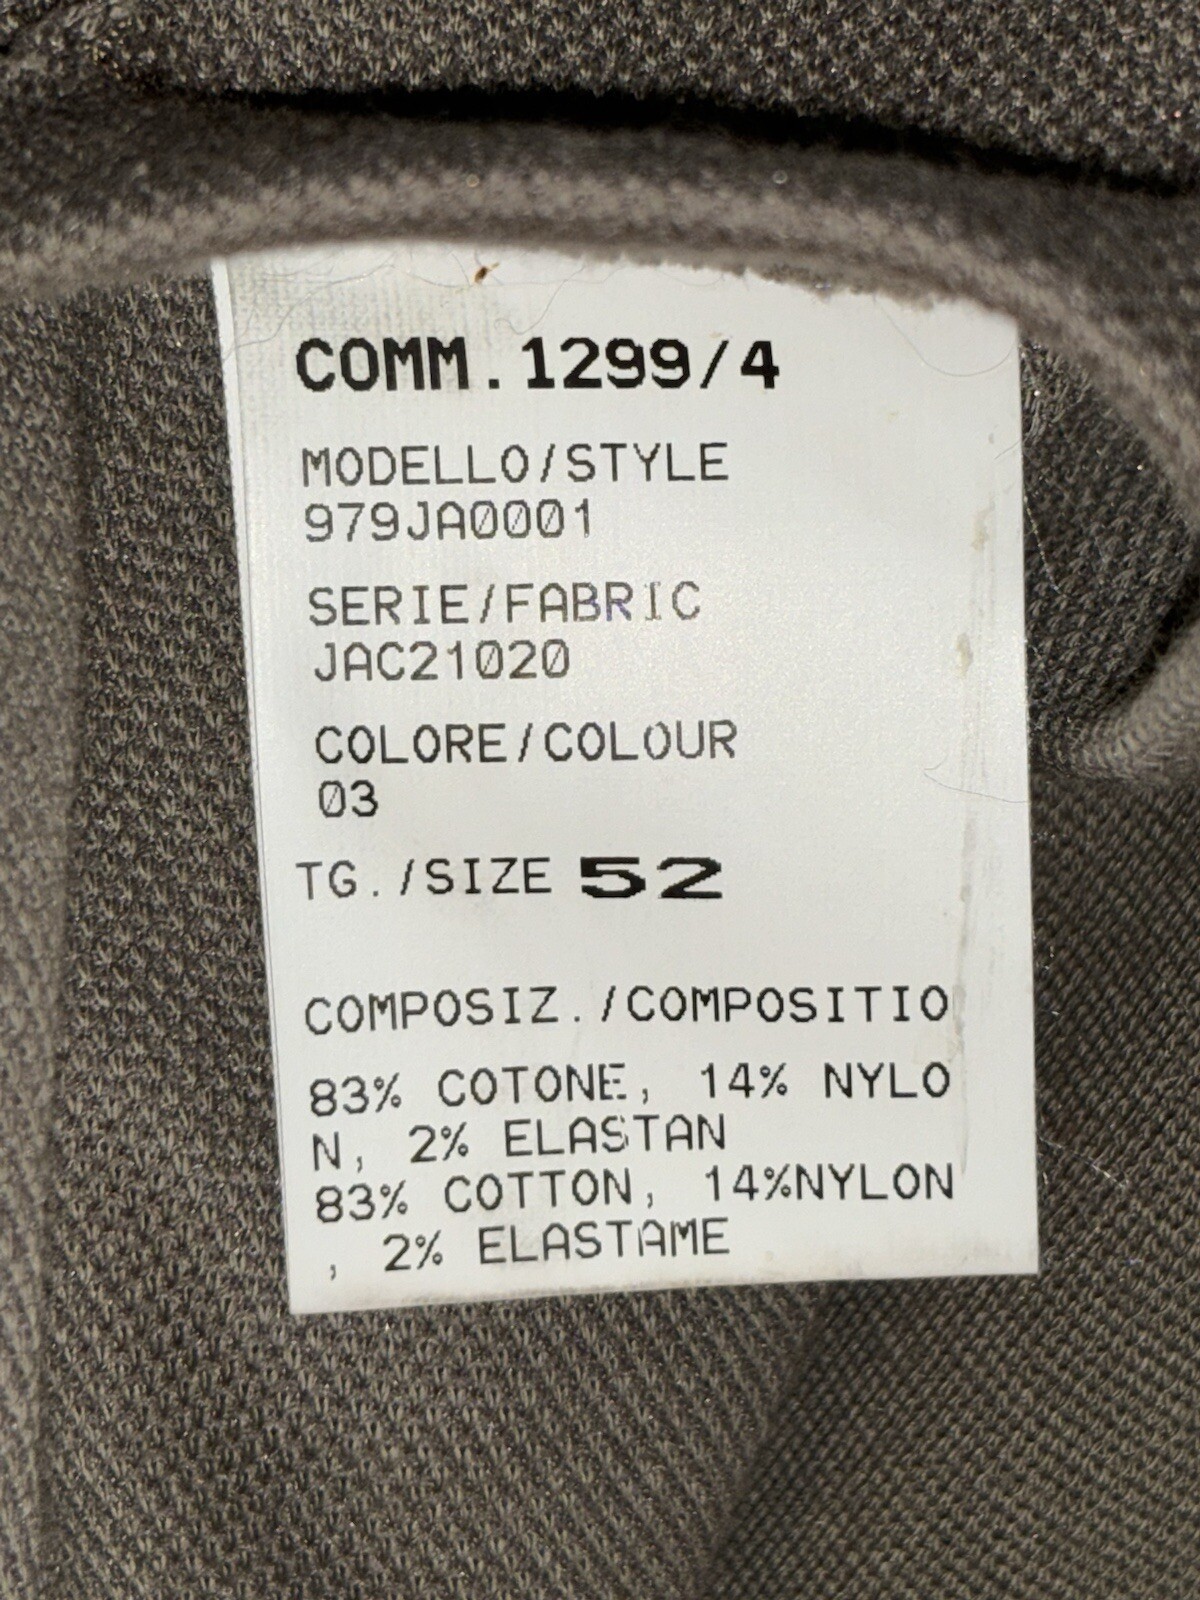 COMM.1299/4
MODELLO/STYLE
979JA0001
SERIE/FABRIC
JAC21020
COLORE/COLOUR
03
TG./SIZE 52
COMPOSIZ./COMPOSITIO
83% COTONE, 14% NYLO
N, 2% ELASTAN
83% COTTON, 14%NYLON
, 2% ELASTAME